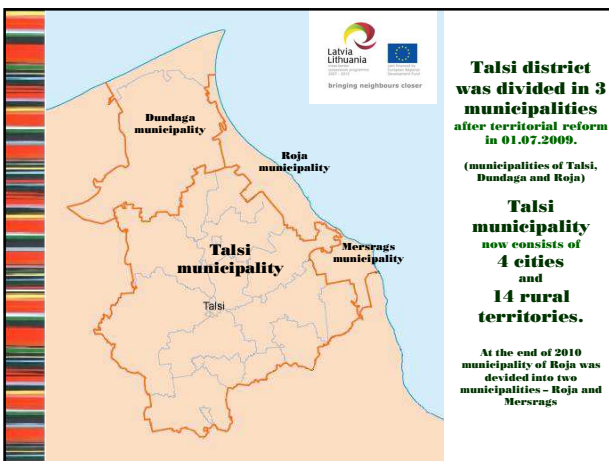 Latvia
Lithuania
bringing neighbours closer
Dundaga
municipality
Roja
municipality
Mersrags
municipality
Talsi
municipality
Talsi
Talsi district
was divided in 3
municipalities
after territorial reform
in 01.07.2009.
(municipalities of Talsi,
Dundaga and Roja)
Talsi
municipality
now consists of
4 cities
and
14 rural
territories.
At the end of 2010
municipality of Roja was
devided into two
municipalities – Roja and
Mersrags